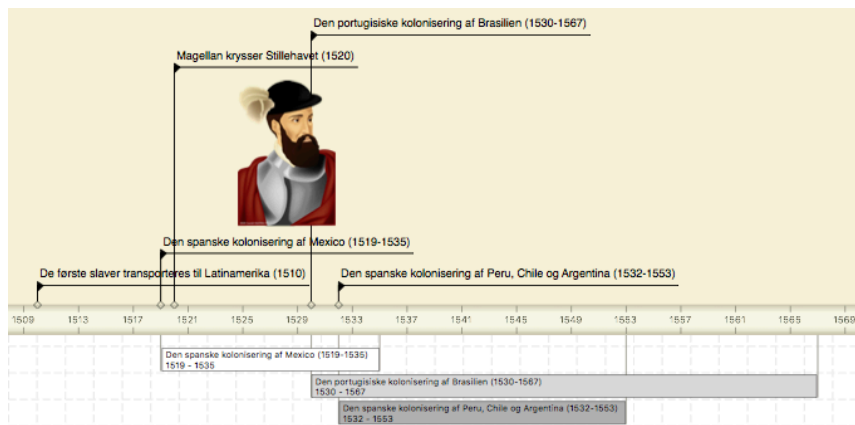 Den portugisiske kolonisering af Brasilien (1530-1567)
Magellan krysser Stillehavet (1520)
Den spanske kolonisering af Mexico (1519-1535)
De første slaver transporteres til Latinamerika (1510)
Den spanske kolonisering af Peru, Chile og Argentina (1532-1553)
1509 1513 1517 1521 1525 1529 1533 1537 1541 1545 1549 1553 1557 1561 1565 1569
Den spanske kolonisering af Mexico (1519-1535)
1519 - 1535
Den portugisiske kolonisering af Brasilien (1530-1567)
1530 - 1567
Den spanske kolonisering af Peru, Chile og Argentina (1532-1553)
1532 - 1553